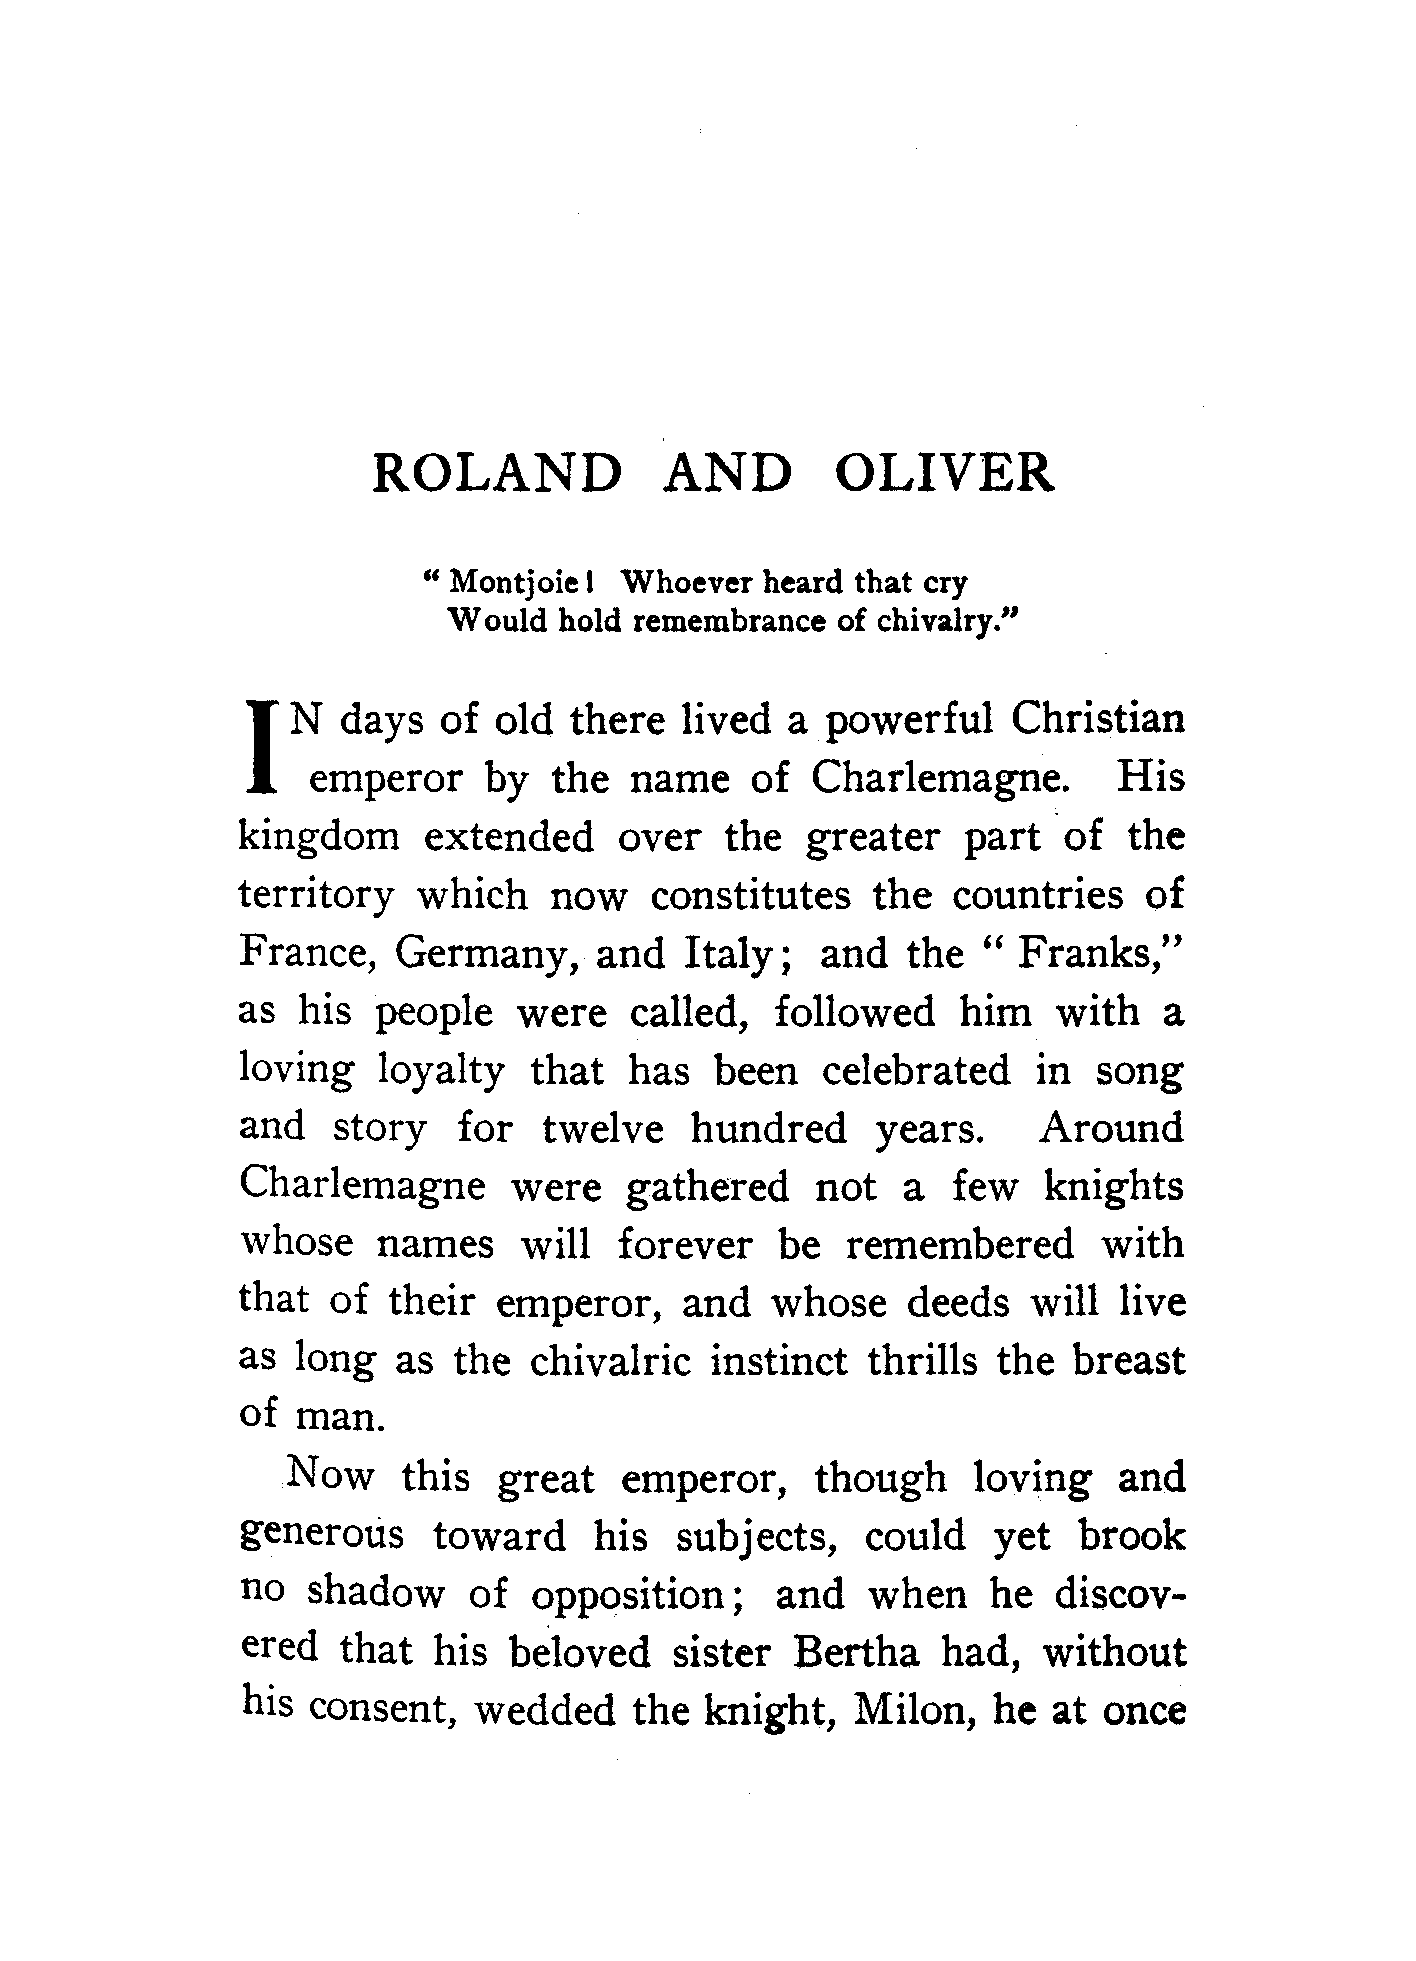 ROLAND AND OLIVER
“ Montjoie! Whoever heard that cry
Would hold remembrance of chivalry.”
IN days of old there lived a powerful Christian
emperor by the name of Charlemagne. His
kingdom extended over the greater part of the
territory which now constitutes the countries of
France, Germany, and Italy; and the “ Franks,”
as his people were called, followed him with a
loving loyalty that has been celebrated in song
and story for twelve hundred years. Around
Charlemagne were gathered not a few knights
whose names will forever be remembered with
that of their emperor, and whose deeds will live
as long as the chivalric instinct thrills the breast
of man.
Now this great emperor, though loving and
generous toward his subjects, could yet brook
no shadow of opposition; and when he discov-
ered that his beloved sister Bertha had, without
his consent, wedded the knight, Milon, he at once